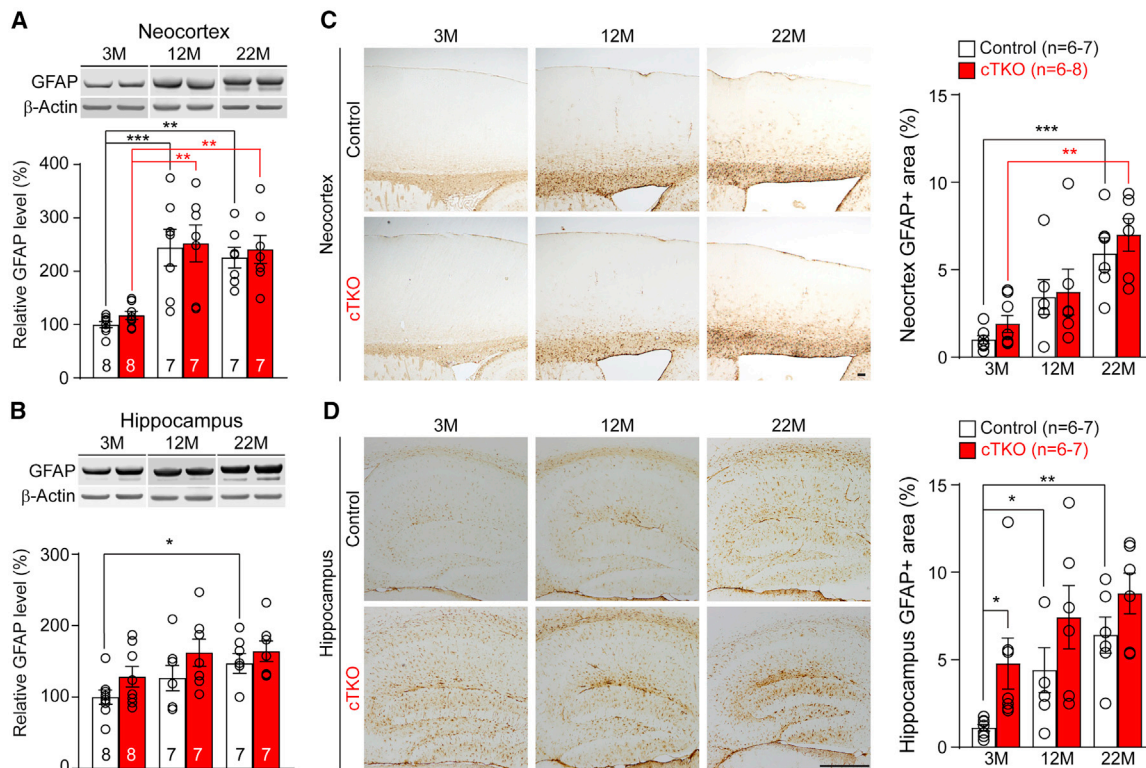 A
Neocortex
3M 12M 22M
GFAP
β-Actin
** 
*** **
**
Relative GFAP level (%)
400
300
200
100
0
8 8 7 7 7 7
B
Hippocampus
3M 12M 22M
GFAP
β-Actin
*
Relative GFAP level (%)
300
200
100
0
8 8 7 7 7 7
C
3M 12M 22M
Neocortex
Control
cTKO
Control (n=6-7)
cTKO (n=6-8)
Neocortex GFAP+ area (%)
15
10
5
0
***
**
3M 12M 22M
D
3M 12M 22M
Hippocampus
Control
cTKO
Control (n=6-7)
cTKO (n=6-7)
Hippocampus GFAP+ area (%)
15
10
5
0
**
*
*
3M 12M 22M